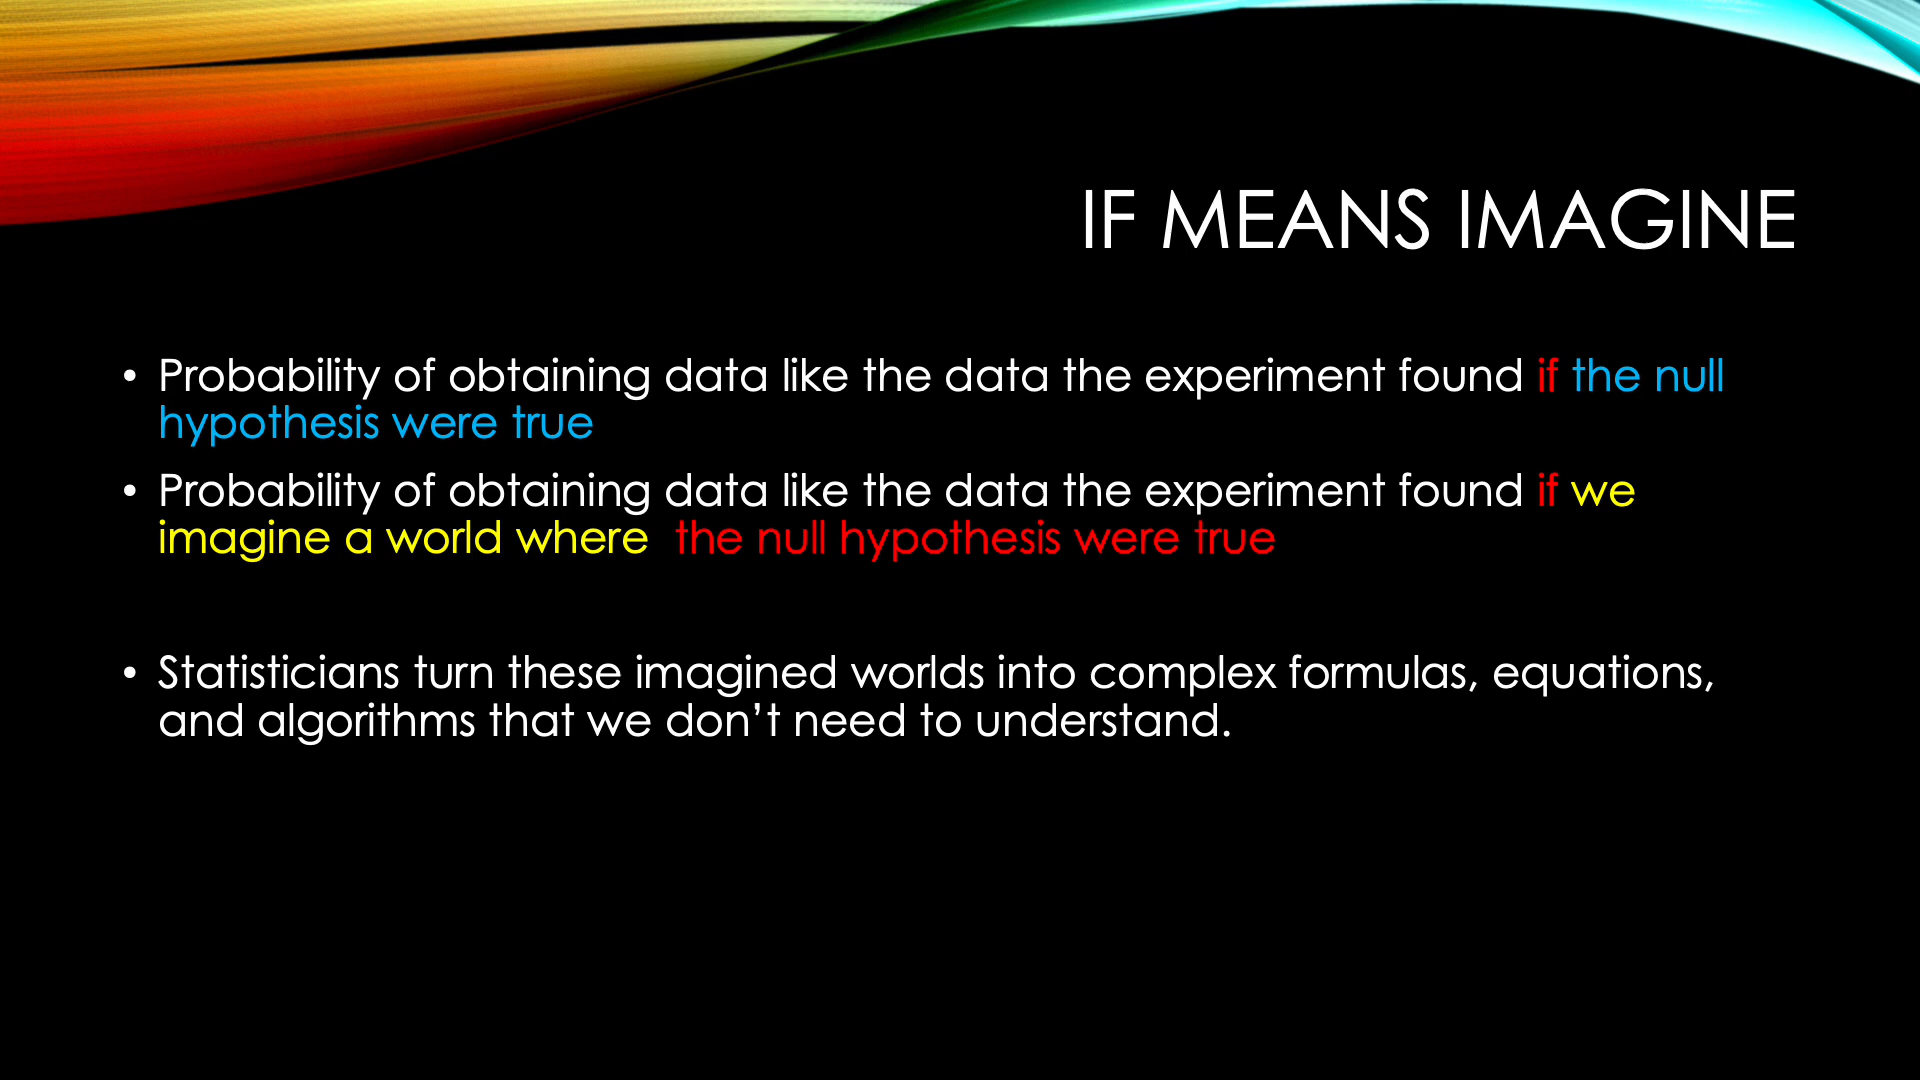 IF MEANS IMAGINE
• Probability of obtaining data like the data the experiment found if the null
hypothesis were true
• Probability of obtaining data like the data the experiment found if we
imagine a world where  the null hypothesis were true
• Statisticians turn these imagined worlds into complex formulas, equations,
and algorithms that we don’t need to understand.